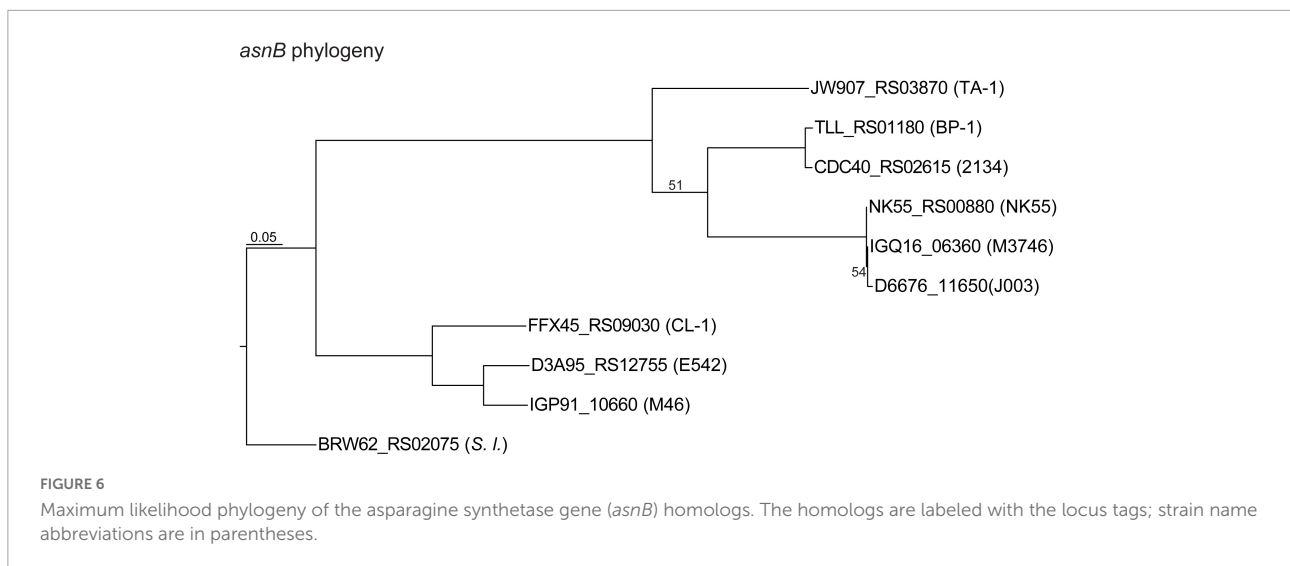 asnB phylogeny
JW907_RS03870 (TA-1)
TLL_RS01180 (BP-1)
CDC40_RS02615 (2134)
51
NK55_RS00880 (NK55)
0.05
IGQ16_06360 (M3746)
54
D6676_11650(J003)
FFX45_RS09030 (CL-1)
D3A95_RS12755 (E542)
IGP91_10660 (M46)
BRW62_RS02075 (S. l.)
FIGURE 6
Maximum likelihood phylogeny of the asparagine synthetase gene (asnB) homologs. The homologs are labeled with the locus tags; strain name
abbreviations are in parentheses.